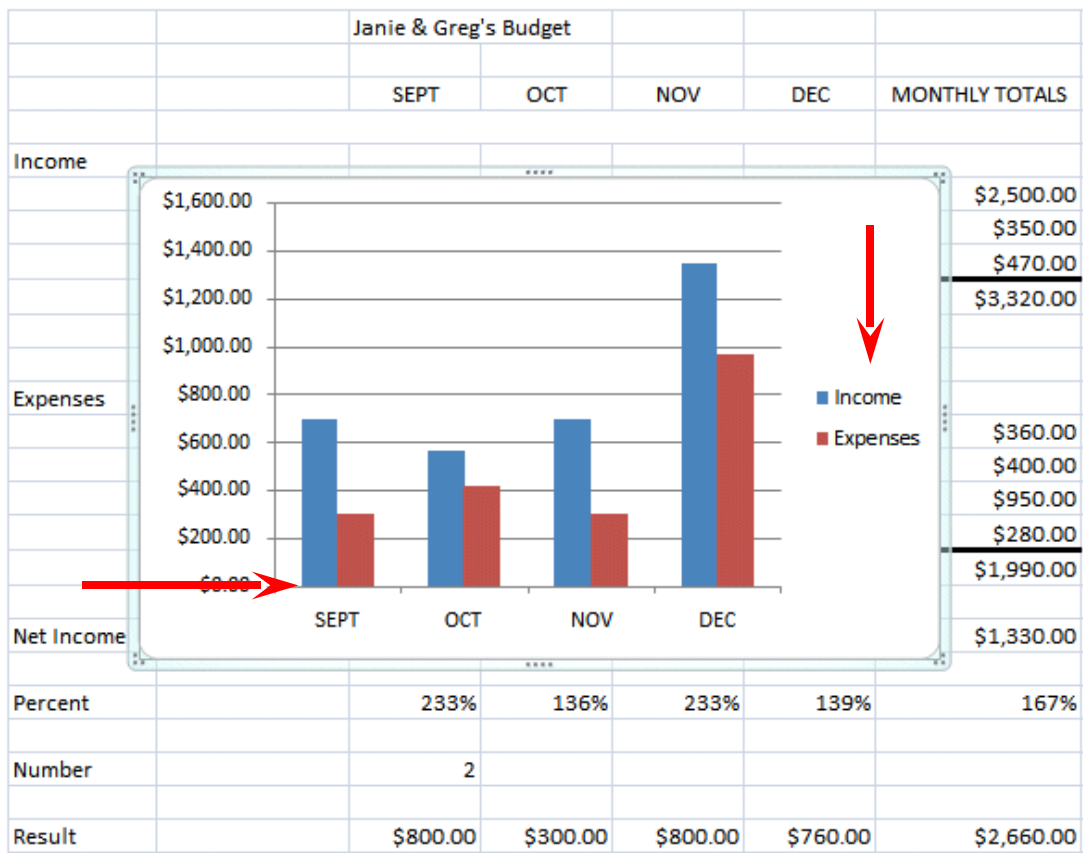 Janie & Greg's Budget
SEPT OCT NOV DEC MONTHLY TOTALS
Income
$1,600.00
$1,400.00
$1,200.00
$1,000.00
$800.00
$600.00
$400.00
$200.00
$0.00
SEPT OCT NOV DEC
Income
Expenses
$2,500.00
$350.00
$470.00
$3,320.00
Expenses
$360.00
$400.00
$950.00
$280.00
$1,990.00
Net Income $1,330.00
Percent 233% 136% 233% 139% 167%
Number 2
Result $800.00 $300.00 $800.00 $760.00 $2,660.00